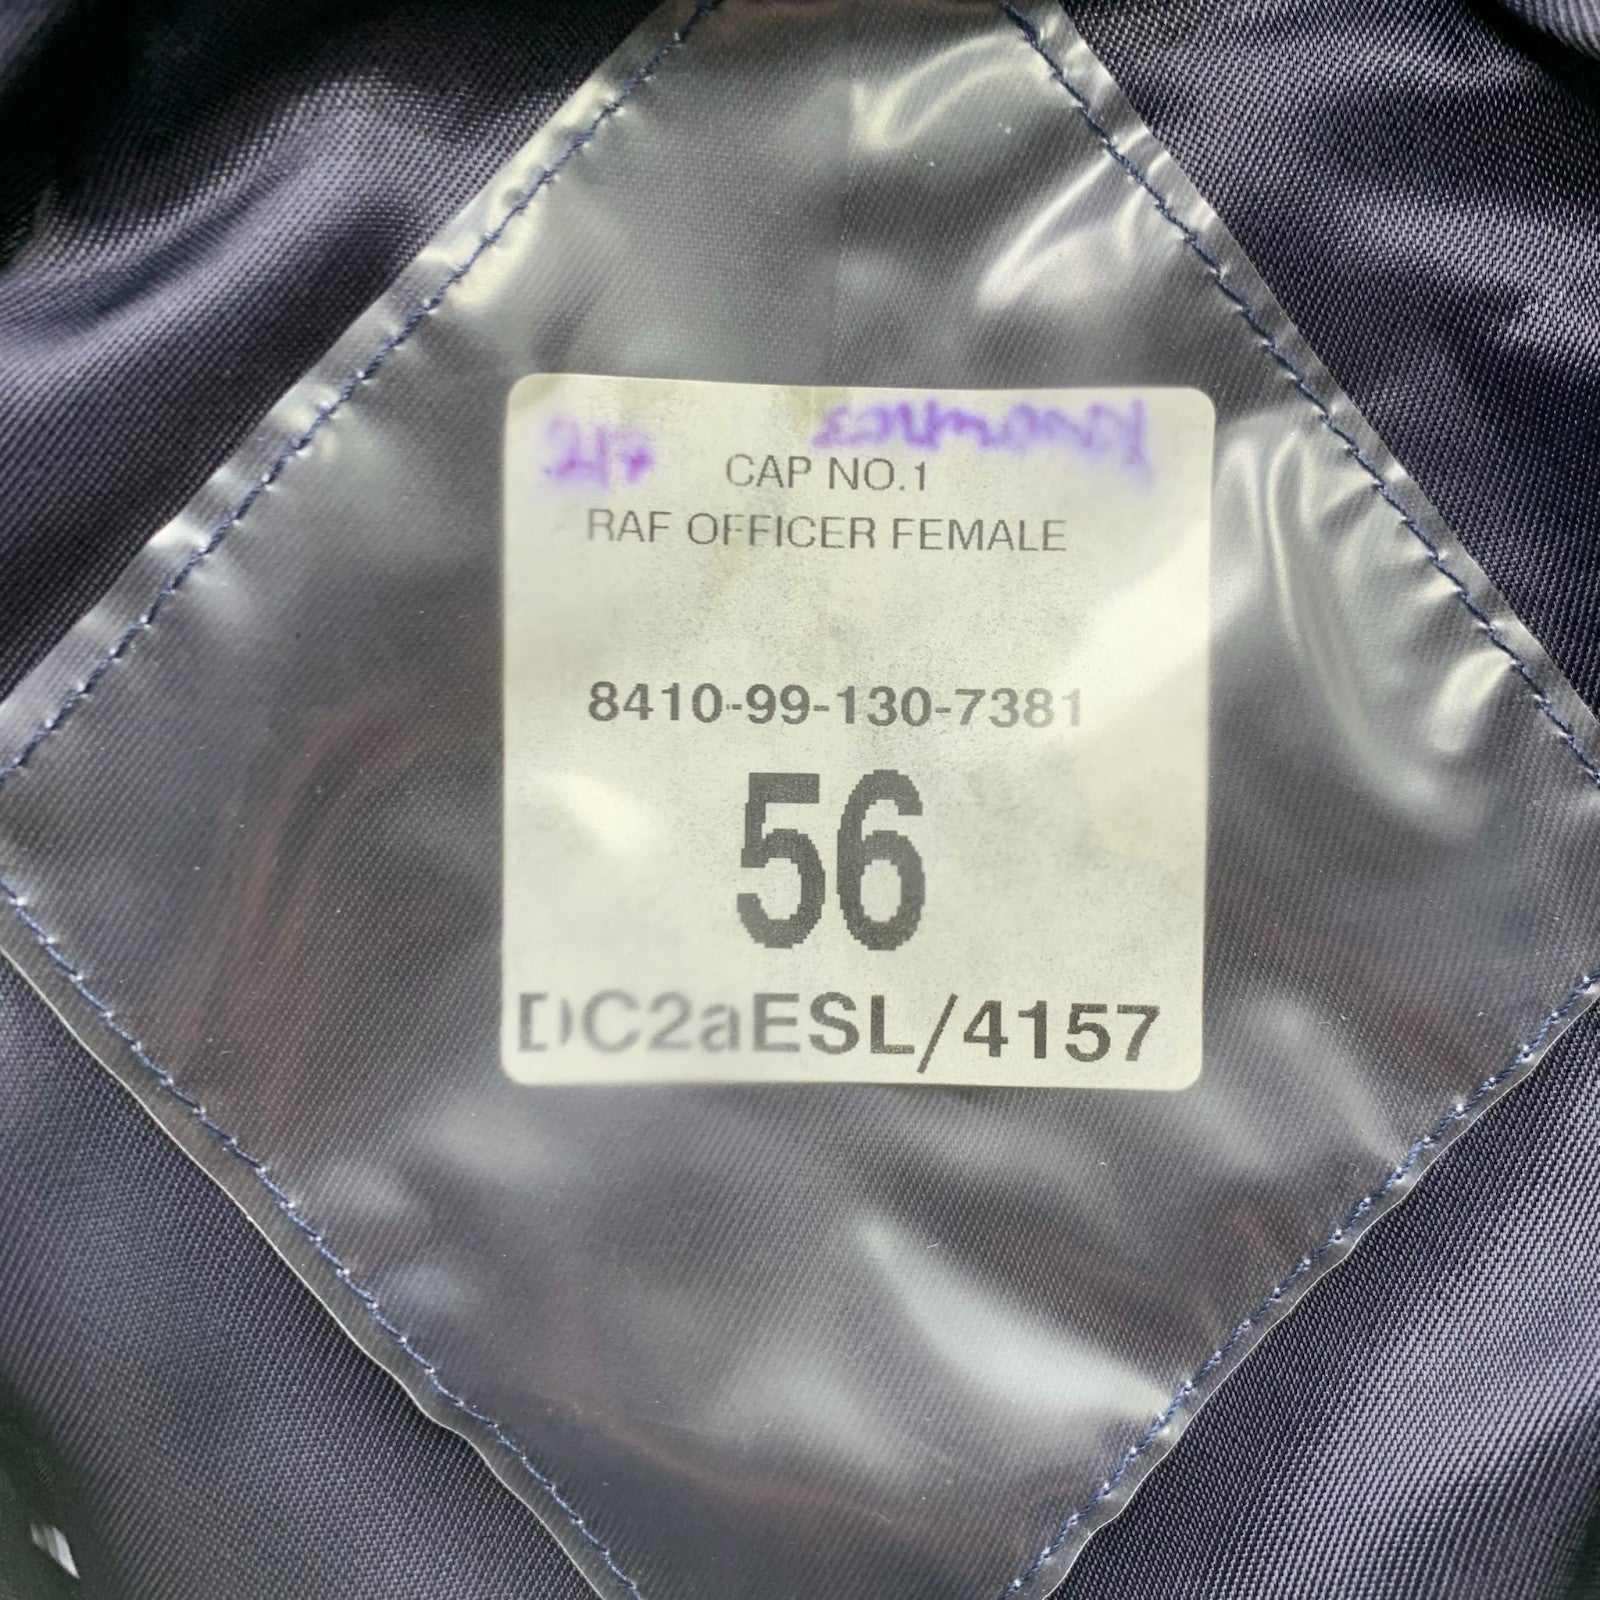 CAP NO.1
RAF OFFICER FEMALE
8410-99-130-7381
56
DC2aESL/4157